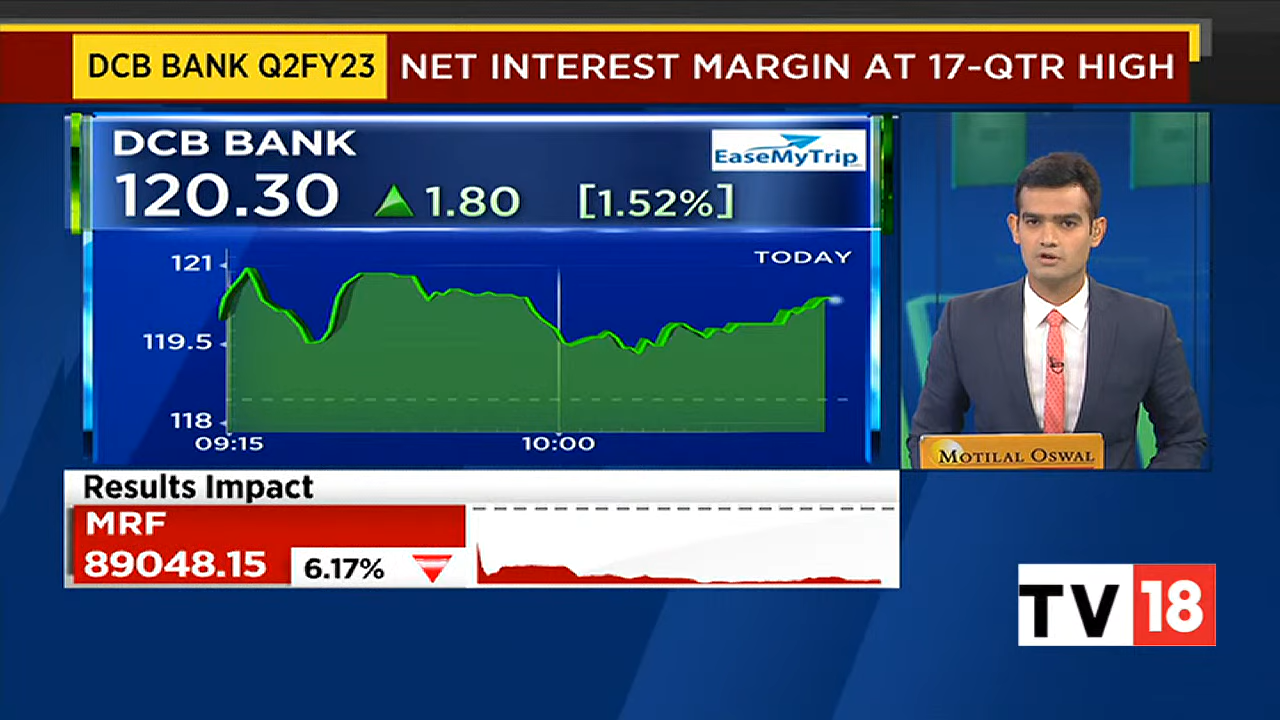 DCB BANK Q2FY23 NET INTEREST MARGIN AT 17-QTR HIGH
DCB BANK
EaseMyTrip
120.30 1.80 [1.52%]
TODAY
121
119.5
118
09:15 10:00
MOTILAL OSWAL
Results Impact
MRF
89048.15 6.17%
TV18